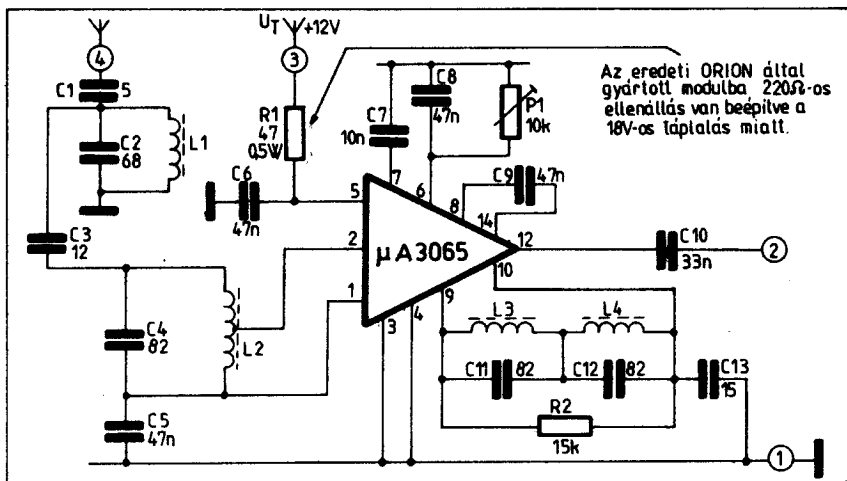 UT +12V
4
3
C1
5
C2
68
L1
R1
47
0,5W
C7
10n
C8
47n
P1
10k
Az eredeti ORION által
gyártott modulba 220Ω-os
ellenállás van beépítve a
18V-os táplálás miatt.
C6
47n
C3
12
5
7
6
8
C9
47n
14
2
µA3065
12
10
C10
33n
2
1
9
3
4
C4
82
L2
L3
L4
C11
82
C12
82
C13
15
C5
47n
R2
15k
1